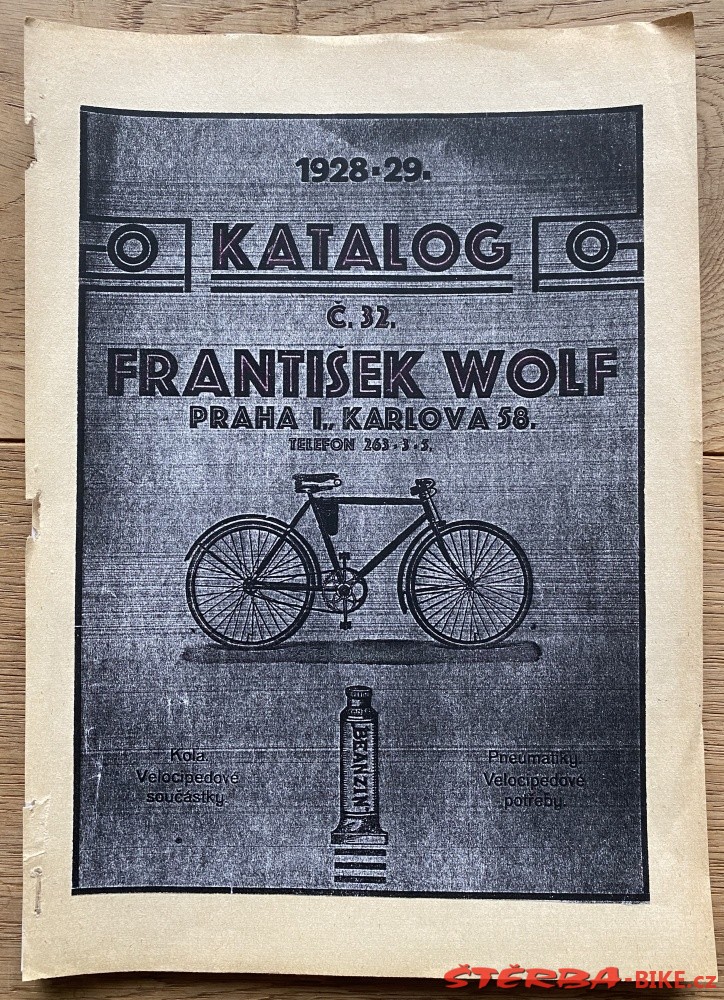 1928-29.
KATALOG
Č. 32.
FRANTIŠEK WOLF
PRAHA I., KARLOVA 58.
TELEFON 263-3-5.
BRANZIN
Kola.
Velocipedové
součástky.
Pneumatiky.
Velocipedové
potřeby.
ŠTĚRBA-BIKE.cz